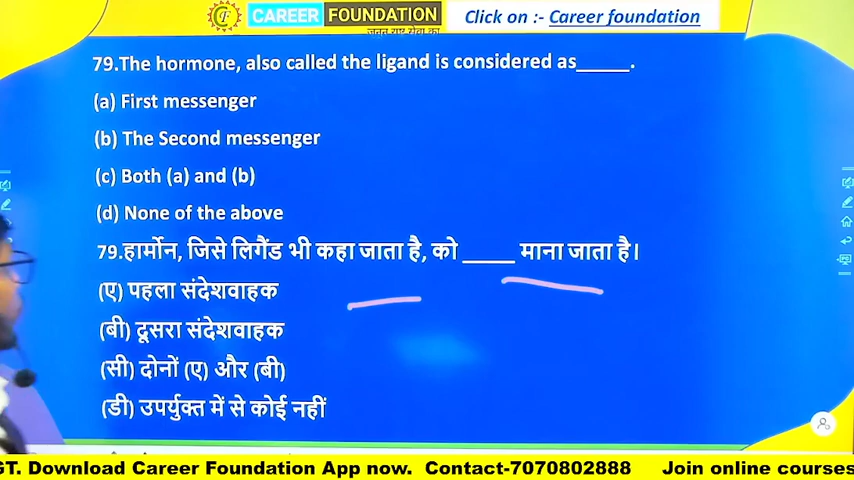 CF CAREER FOUNDATION
Click on :- Career foundation
79.The hormone, also called the ligand is considered as_____.
(a) First messenger
(b) The Second messenger
(c) Both (a) and (b)
(d) None of the above
79.हार्मोन, जिसे लिगैंड भी कहा जाता है, को _____ माना जाता है।
(ए) पहला संदेशवाहक
(बी) दूसरा संदेशवाहक
(सी) दोनों (ए) और (बी)
(डी) उपर्युक्त में से कोई नहीं
GT. Download Career Foundation App now. Contact-7070802888 Join online courses